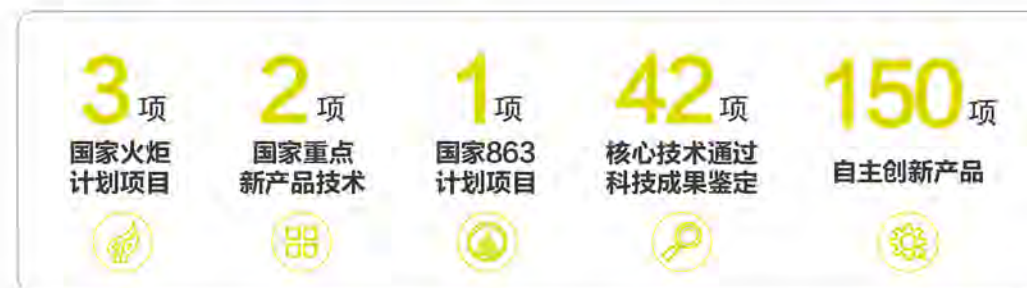 3项
国家火炬
计划项目
2项
国家重点
新产品技术
1项
国家863
计划项目
42项
核心技术通过
科技成果鉴定
150项
自主创新产品